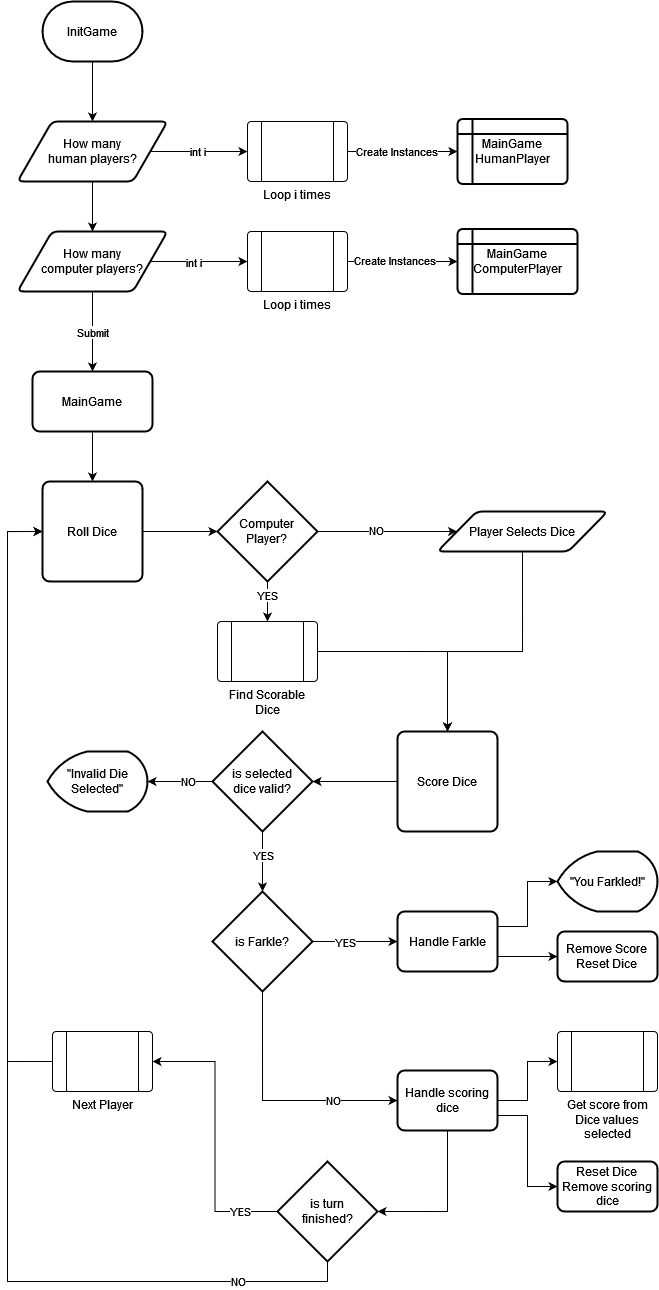 InitGame
How many
human players?
int i
Loop i times
Create Instances
MainGame
HumanPlayer
How many
computer players?
int i
Loop i times
Create Instances
MainGame
ComputerPlayer
Submit
MainGame
Roll Dice
Computer
Player?
NO
Player Selects Dice
YES
Find Scorable
Dice
Score Dice
is selected
dice valid?
NO
"Invalid Die
Selected"
YES
is Farkle?
YES
Handle Farkle
"You Farkled!"
Remove Score
Reset Dice
NO
Handle scoring
dice
Get score from
Dice values
selected
Reset Dice
Remove scoring
dice
is turn
finished?
YES
Next Player
NO